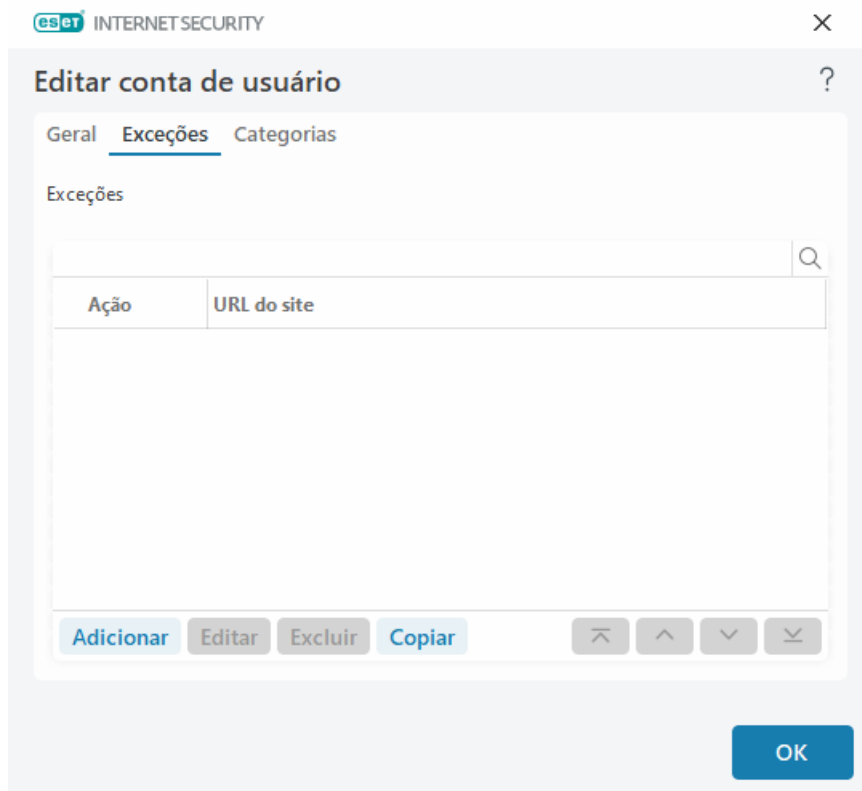 eset INTERNET SECURITY
Editar conta de usuário
Geral Exceções Categorias
Exceções
Ação URL do site
Adicionar Editar Excluir Copiar
OK